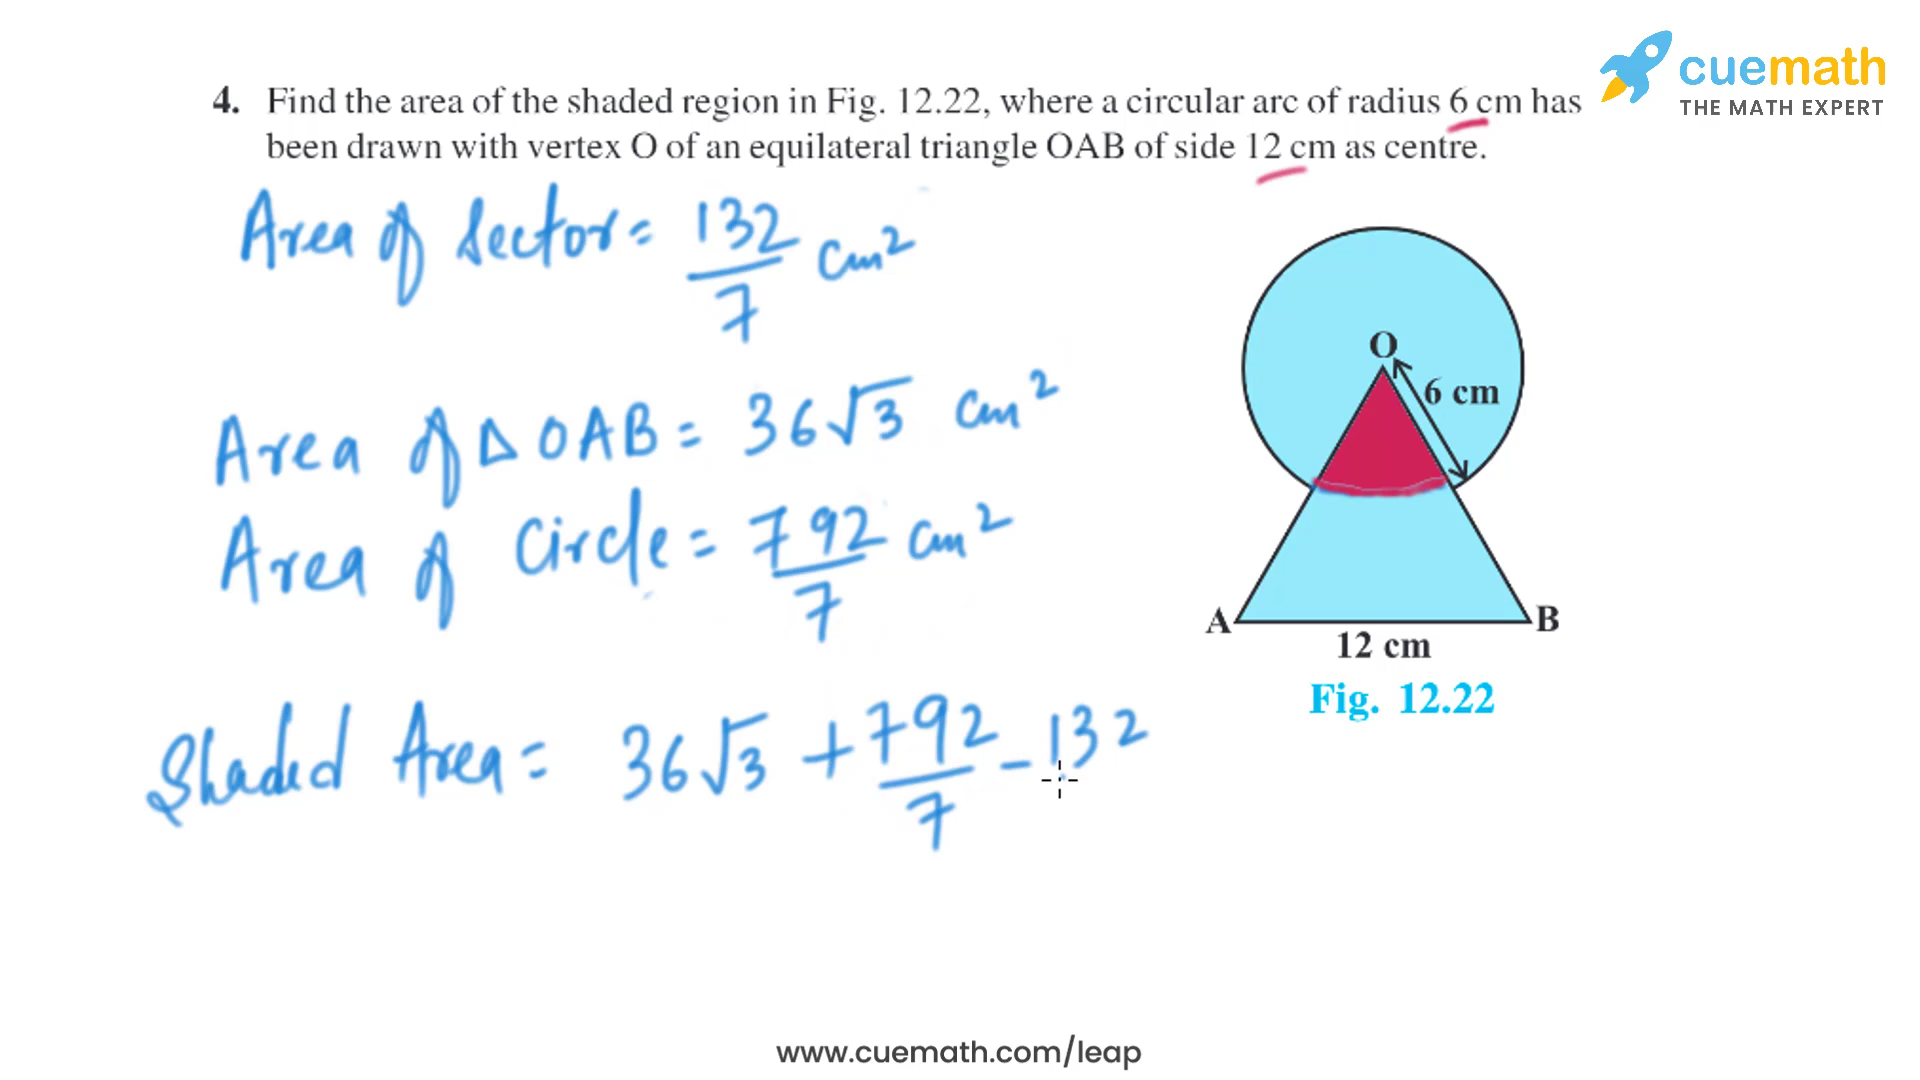 cuemath
THE MATH EXPERT
4. Find the area of the shaded region in Fig. 12.22, where a circular arc of radius 6 cm has
been drawn with vertex O of an equilateral triangle OAB of side 12 cm as centre.
Area of Sector = 132/7 cm²
Area of △OAB = 36√3 cm²
Area of Circle = 792/7 cm²
Shaded Area = 36√3 + 792/7 - 132
O
6 cm
A
B
12 cm
Fig. 12.22
www.cuemath.com/leap